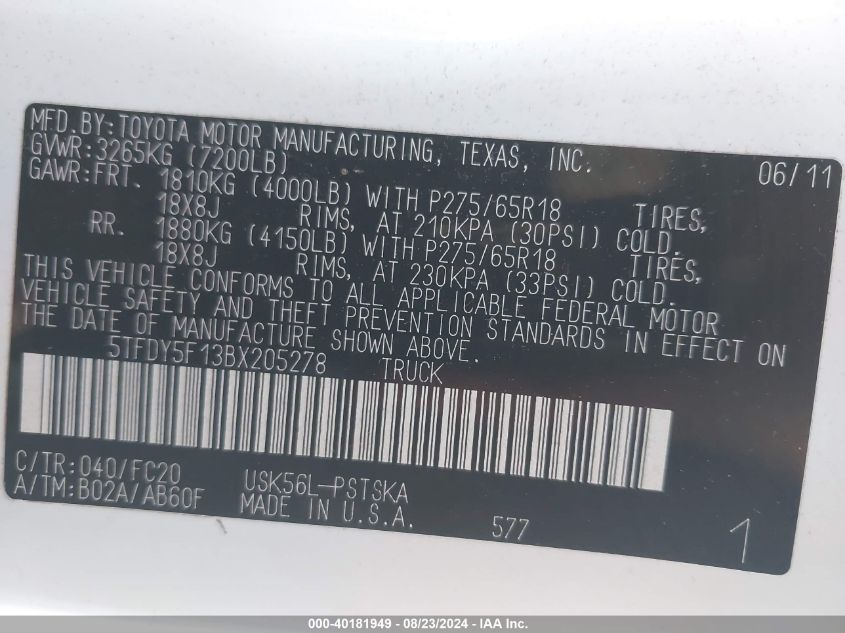 MFD.BY:TOYOTA MOTOR MANUFACTURING, TEXAS, INC. 06/11
GVWR:3265KG (7200LB)
GAWR:FRT. 1810KG (4000LB) WITH P275/65R18 TIRES,
18X8J RIMS, AT 210KPA (30PSI) COLD.
RR. 1880KG (4150LB) WITH P275/65R18 TIRES,
18X8J RIMS, AT 230KPA (33PSI) COLD.
THIS VEHICLE CONFORMS TO ALL APPLICABLE FEDERAL MOTOR
VEHICLE SAFETY AND THEFT PREVENTION STANDARDS IN EFFECT ON
THE DATE OF MANUFACTURE SHOWN ABOVE.
5TFDY5F13BX205278 TRUCK
C/TR:040/FC20 USK56L-PSTSKA
A/TM:B02A/AB60F MADE IN U.S.A. 577 1
000-40181949 - 08/23/2024 - IAA Inc.